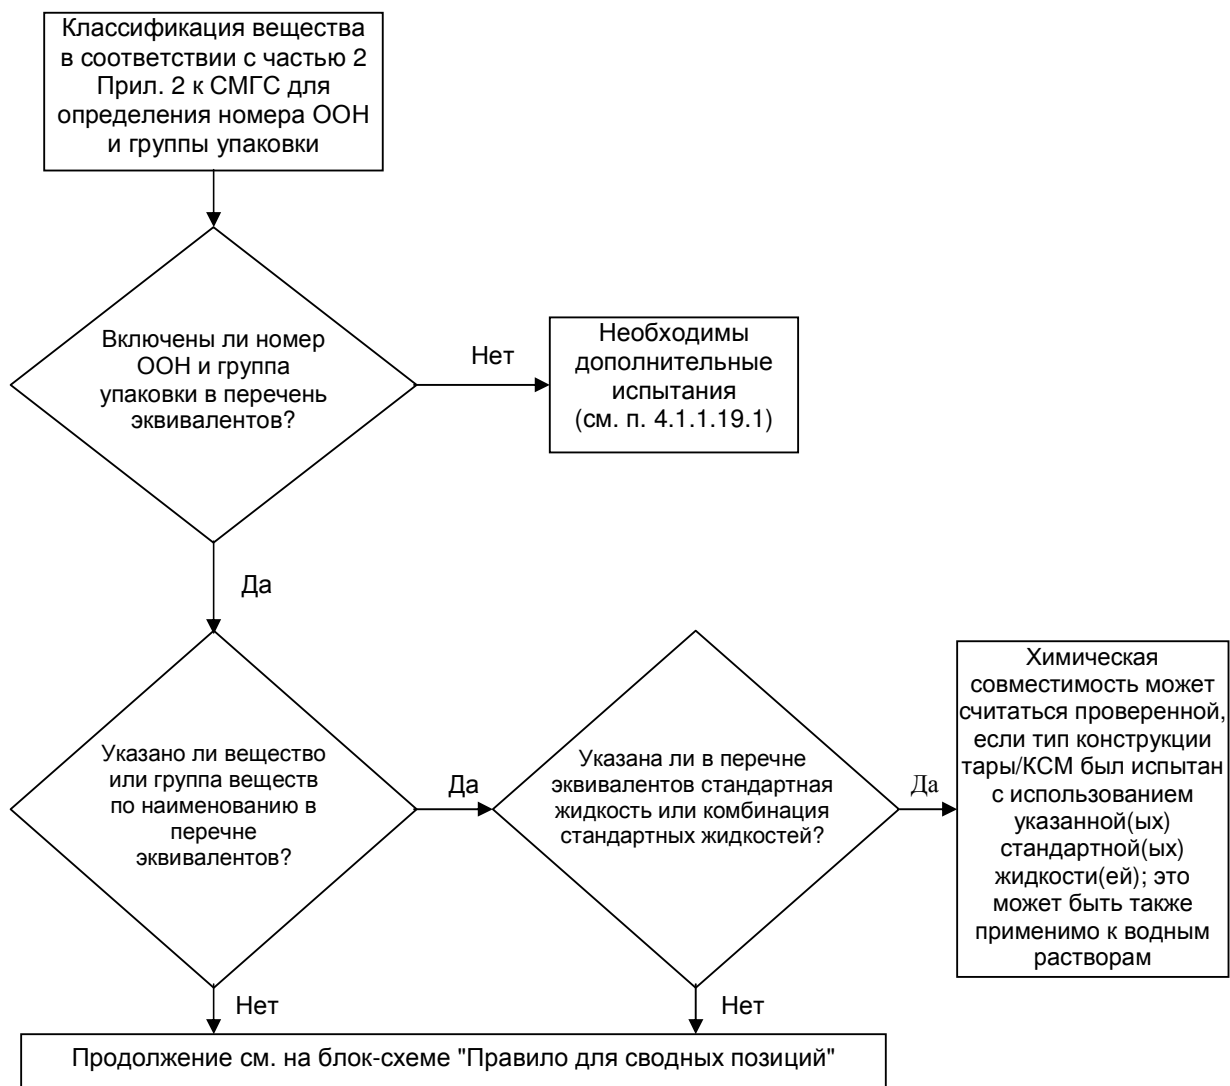 Классификация вещества
в соответствии с частью 2
Прил. 2 к СМГС для
определения номера ООН
и группы упаковки
Включены ли номер
ООН и группа
упаковки в перечень
эквивалентов?
Нет
Необходимы
дополнительные
испытания
(см. п. 4.1.1.19.1)
Да
Указано ли вещество
или группа веществ
по наименованию в
перечне
эквивалентов?
Да
Указана ли в перечне
эквивалентов стандартная
жидкость или комбинация
стандартных жидкостей?
Да
Химическая
совместимость может
считаться проверенной,
если тип конструкции
тары/КСМ был испытан
с использованием
указанной(ых)
стандартной(ых)
жидкости(ей); это
может быть также
применимо к водным
растворам
Нет
Нет
Продолжение см. на блок-схеме "Правило для сводных позиций"